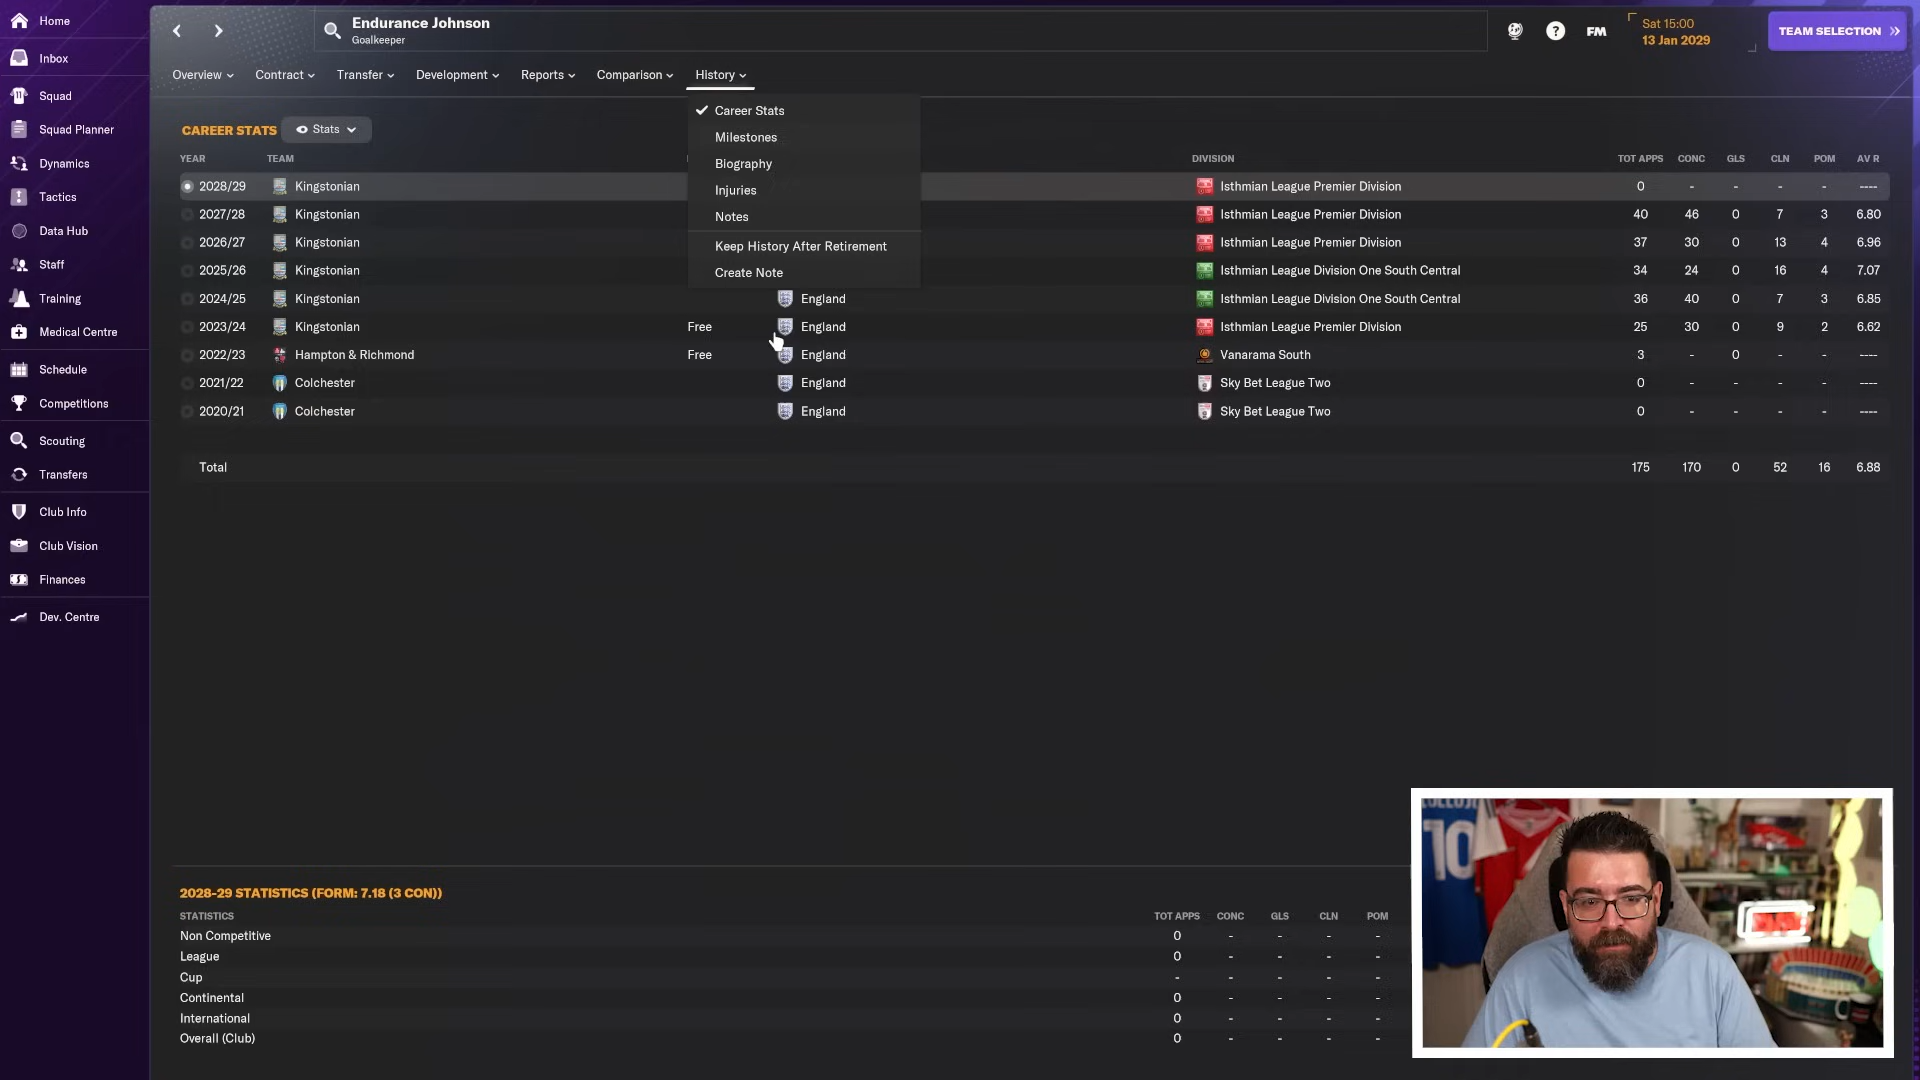 Home
Inbox
Squad
Squad Planner
Dynamics
Tactics
Data Hub
Staff
Training
Medical Centre
Schedule
Competitions
Scouting
Transfers
Club Info
Club Vision
Finances
Dev. Centre
Endurance Johnson
Goalkeeper
FM
Sat 15:00
13 Jan 2029
TEAM SELECTION
Overview Contract Transfer Development Reports Comparison History
Career Stats
Milestones
Biography
Injuries
Notes
Keep History After Retirement
Create Note
CAREER STATS Stats
YEAR TEAM DIVISION TOT APPS CONC GLS CLN POM AV R
2028/29 Kingstonian Isthmian League Premier Division 0 - - - - ----
2027/28 Kingstonian Isthmian League Premier Division 40 46 0 7 3 6.80
2026/27 Kingstonian Isthmian League Premier Division 37 30 0 13 4 6.96
2025/26 Kingstonian Isthmian League Division One South Central 34 24 0 16 4 7.07
2024/25 Kingstonian England Isthmian League Division One South Central 36 40 0 7 3 6.85
2023/24 Kingstonian Free England Isthmian League Premier Division 25 30 0 9 2 6.62
2022/23 Hampton & Richmond Free England Vanarama South 3 - 0 - - ----
2021/22 Colchester England Sky Bet League Two 0 - - - - ----
2020/21 Colchester England Sky Bet League Two 0 - - - - ----
Total 175 170 0 52 16 6.88
2028-29 STATISTICS (FORM: 7.18 (3 CON))
STATISTICS TOT APPS CONC GLS CLN POM
Non Competitive 0 - - - -
League 0 - - - -
Cup - - - - -
Continental 0 - - - -
International 0 - - - -
Overall (Club) 0 - - - -
10